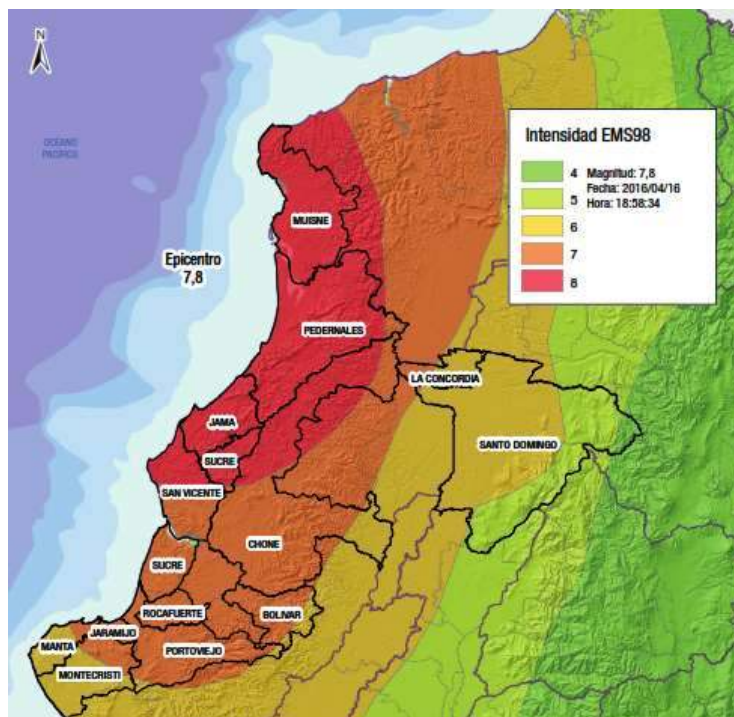 N
OCÉANO
PACÍFICO
Epicentro
7,8
Intensidad EMS98
4
5
6
7
8
Magnitud: 7,8
Fecha: 2016/04/16
Hora: 18:58:34
MUISNE
PEDERNALES
LA CONCORDIA
JAMA
SUCRE
SANTO DOMINGO
SAN VICENTE
CHONE
SUCRE
ROCAFUERTE
BOLIVAR
JARAMIJO
MANTA
PORTOVIEJO
MONTECRISTI